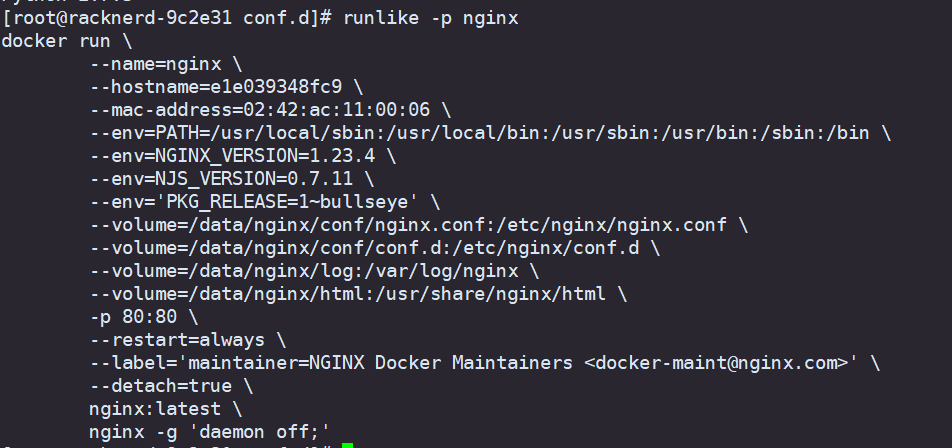 [root@racknerd-9c2e31 conf.d]# runlike -p nginx
docker run \
        --name=nginx \
        --hostname=e1e039348fc9 \
        --mac-address=02:42:ac:11:00:06 \
        --env=PATH=/usr/local/sbin:/usr/local/bin:/usr/sbin:/usr/bin:/sbin:/bin \
        --env=NGINX_VERSION=1.23.4 \
        --env=NJS_VERSION=0.7.11 \
        --env='PKG_RELEASE=1~bullseye' \
        --volume=/data/nginx/conf/nginx.conf:/etc/nginx/nginx.conf \
        --volume=/data/nginx/conf/conf.d:/etc/nginx/conf.d \
        --volume=/data/nginx/log:/var/log/nginx \
        --volume=/data/nginx/html:/usr/share/nginx/html \
        -p 80:80 \
        --restart=always \
        --label='maintainer=NGINX Docker Maintainers <docker-maint@nginx.com>' \
        --detach=true \
        nginx:latest \
        nginx -g 'daemon off;'